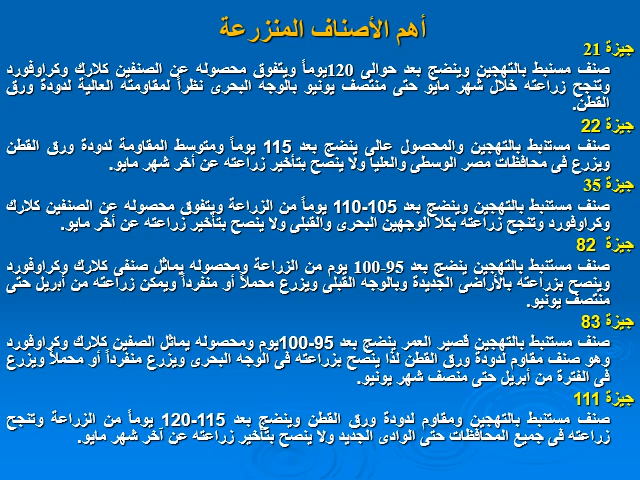 أهم الأصناف المنزرعة
جيزة 21
صنف مسنبط بالتهجين وينضج بعد حوالى 120يوماً ويتفوق محصوله عن الصنفين كلارك وكراوفورد
وتنجح زراعته خلال شهر مايو حتى منتصف يونيو بالوجه البحرى نظراً لمقاومته العالية لدودة ورق
القطن.
جيزة 22
صنف مستنبط بالتهجين والمحصول عالى ينضج بعد 115 يوماً ومتوسط المقاومة لدودة ورق القطن
ويزرع فى محافظات مصر الوسطى والعليا ولا ينصح بتأخير زراعته عن أخر شهر مايو.
جيزة 35
صنف مستنبط بالتهجين وينضج بعد 105-110 يوماً من الزراعة ويتفوق محصوله عن الصنفين كلارك
وكراوفورد وتنجح زراعته بكلا الوجهين البحرى والقبلى ولا ينصح بتأخير زراعته عن أخر مايو.
جيزة 82
صنف مستنبط بالتهجين ينضج بعد 95-100 يوم من الزراعة ومحصوله يماثل صنفى كلارك وكراوفورد
وينصح بزراعته بالأراضى الجديدة وبالوجه القبلى ويزرع محملاً أو منفرداً ويمكن زراعته من أبريل حتى
منتصف يونيو.
جيزة 83
صنف مستنبط بالتهجين قصير العمر ينضج بعد 95-100يوم ومحصوله يماثل الصفين كلارك وكراوفورد
وهو صنف مقاوم لدودة ورق القطن لذا ينصح بزراعته فى الوجه البحرى ويزرع منفرداً أو محملاً ويزرع
فى الفترة من أبريل حتى منصف شهر يونيو.
جيزة 111
صنف مستنبط بالتهجين ومقاوم لدودة ورق القطن وينضج بعد 115-120 يوماً من الزراعة وتنجح
زراعته فى جميع المحافظات حتى الوادى الجديد ولا ينصح بتأخير زراعته عن آخر شهر مايو.